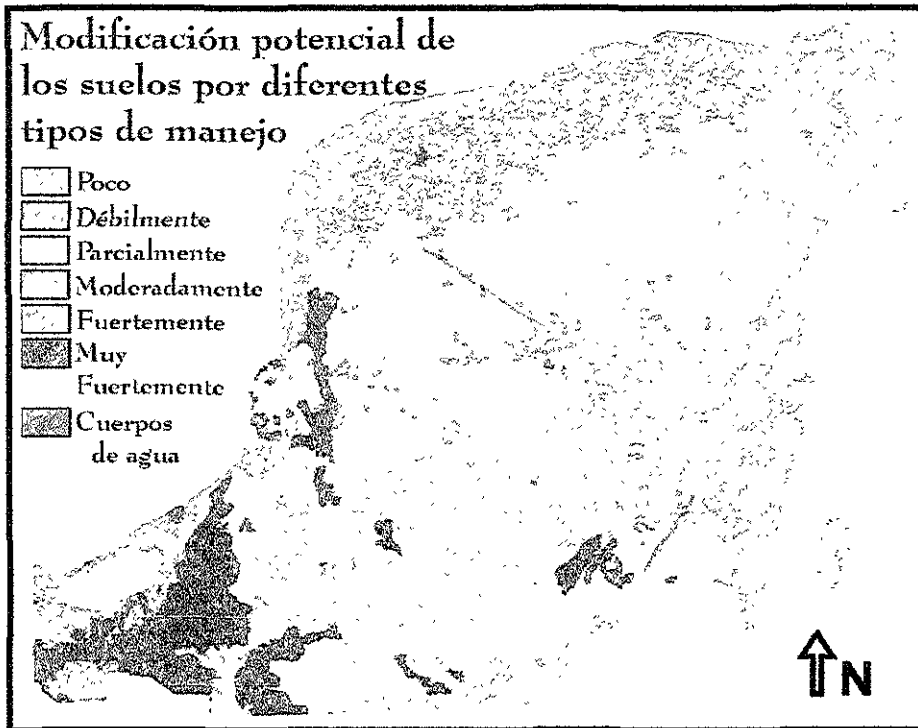 Modificación potencial de
los suelos por diferentes
tipos de manejo
Poco
Débilmente
Parcialmente
Moderadamente
Fuertemente
Muy
Fuertemente
Cuerpos
de agua
N